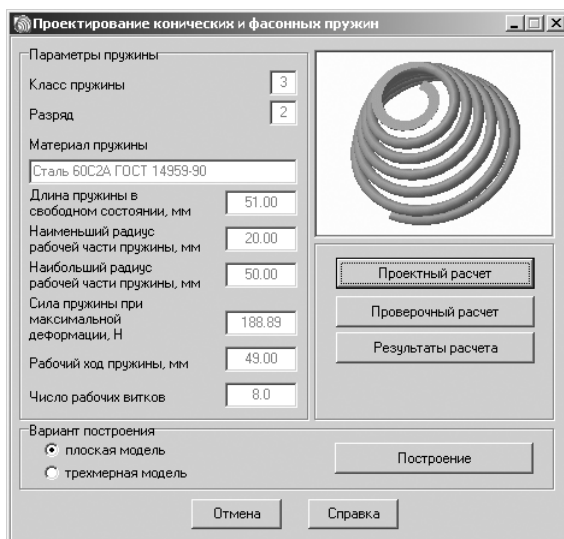 Проектирование конических и фасонных пружин
Параметры пружины
Класс пружины 3
Разряд 2
Материал пружины
Сталь 60С2А ГОСТ 14959-90
Длина пружины в
свободном состоянии, мм 51.00
Наименьший радиус
рабочей части пружины, мм 20.00
Наибольший радиус
рабочей части пружины, мм 50.00
Сила пружины при
максимальной
деформации, Н 188.89
Рабочий ход пружины, мм 49.00
Число рабочих витков 8.0
Проектный расчет
Проверочный расчет
Результаты расчета
Вариант построения
плоская модель
трехмерная модель
Построение
Отмена
Справка